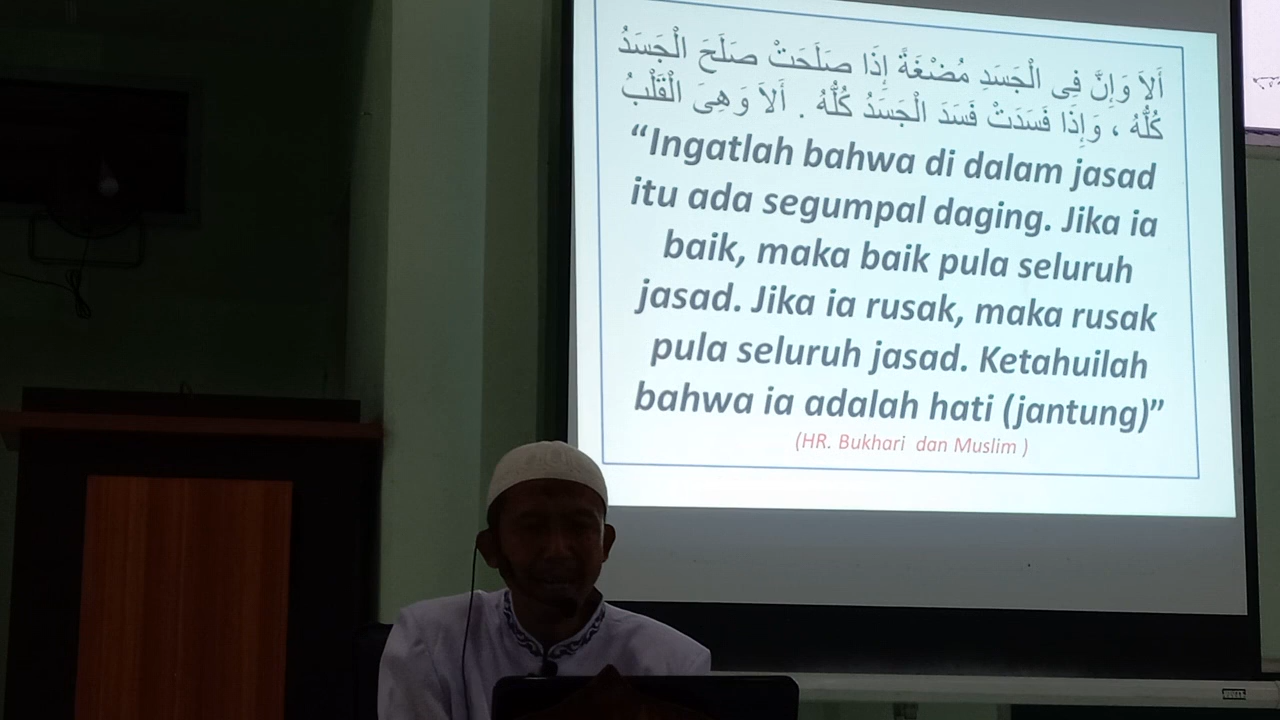 أَلاَ وَإِنَّ فِى الْجَسَدِ مُضْغَةً إِذَا صَلَحَتْ صَلَحَ الْجَسَدُ
كُلُّهُ ، وَإِذَا فَسَدَتْ فَسَدَ الْجَسَدُ كُلُّهُ . أَلاَ وَهِىَ الْقَلْبُ
“Ingatlah bahwa di dalam jasad
itu ada segumpal daging. Jika ia
baik, maka baik pula seluruh
jasad. Jika ia rusak, maka rusak
pula seluruh jasad. Ketahuilah
bahwa ia adalah hati (jantung)”
(HR. Bukhari dan Muslim )